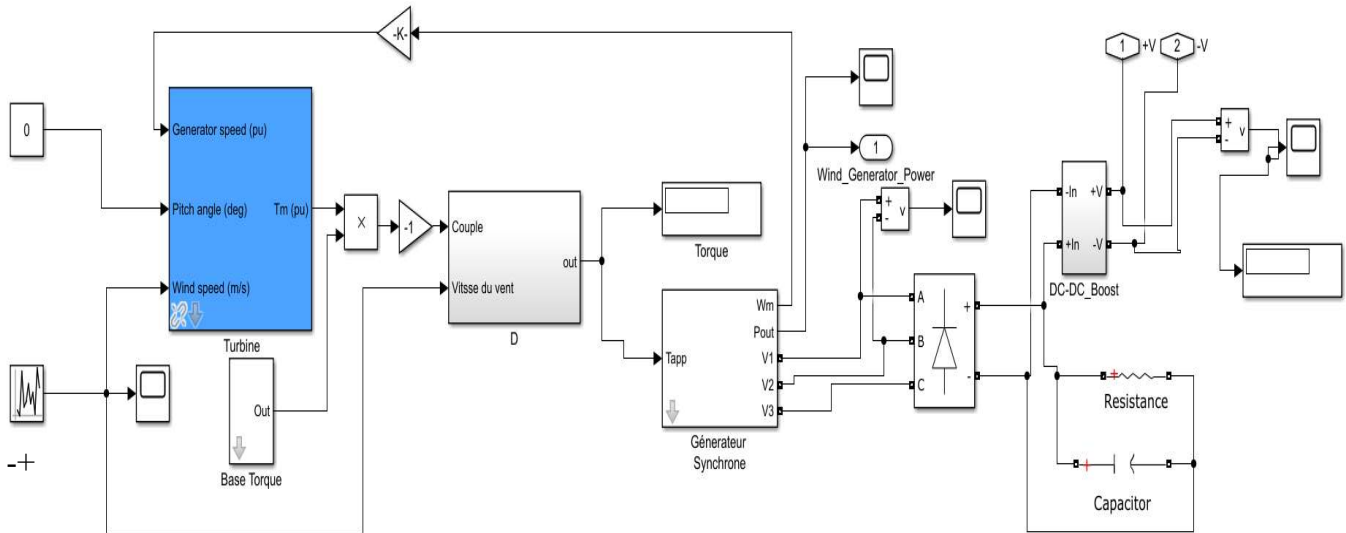 -K-
1 +V 2 -V
0
Generator speed (pu)
Pitch angle (deg)
Tm (pu)
Wind speed (m/s)
Turbine
X
-1
Couple
Vitsse du vent
out
D
Torque
1
Wind_Generator_Power
+
-
v
+
-
v
-In
+V
+In
-V
DC-DC_Boost
Out
Base Torque
Tapp
Wm
Pout
V1
V2
V3
Génerateur
Synchrone
A
B
C
+
-
+
Resistance
+
Capacitor
-+